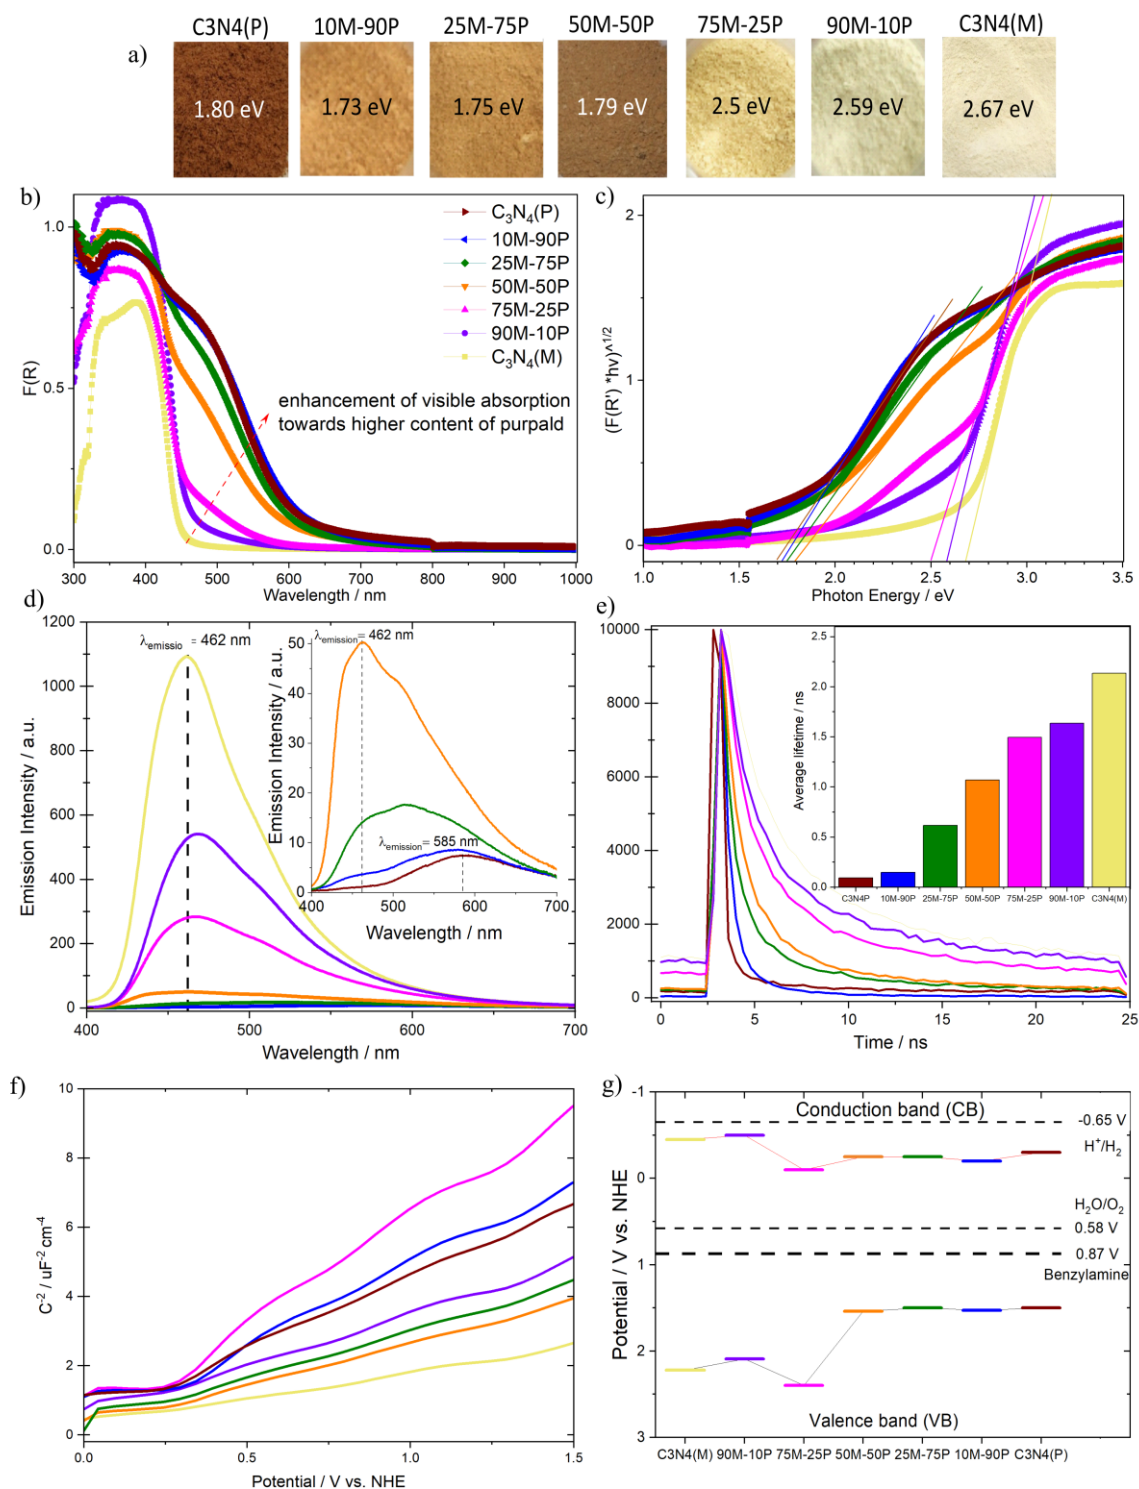 a)
C3N4(P) 10M-90P 25M-75P 50M-50P 75M-25P 90M-10P C3N4(M)
1.80 eV 1.73 eV 1.75 eV 1.79 eV 2.5 eV 2.59 eV 2.67 eV
b)
F(R)
1.0
0.5
0.0
C₃N₄(P)
10M-90P
25M-75P
50M-50P
75M-25P
90M-10P
C₃N₄(M)
enhancement of visible absorption
towards higher content of purpald
300 400 500 600 700 800 900 1000
Wavelength / nm
c)
(F(R') *hv)^1/2
2
1
0
1.0 1.5 2.0 2.5 3.0 3.5
Photon Energy / eV
d)
Emission Intensity / a.u.
1200
1100
1000
900
800
700
600
500
400
300
200
100
0
λemissio = 462 nm
400 500 600 700
Wavelength / nm
Emission Intensity / a.u.
50
40
30
20
10
0
λemission= 462 nm
λemission= 585 nm
400 500 600 700
Wavelength / nm
e)
10000
8000
6000
4000
2000
0
0 5 10 15 20 25
Time / ns
Average lifetime / ns
2.5
2.0
1.5
1.0
0.5
0.0
C3N4P 10M-90P 25M-75P 50M-50P 75M-25P 90M-10P C3N4(M)
f)
C⁻² / uF⁻² cm⁻⁴
10
8
6
4
2
0
0.0 0.5 1.0 1.5
Potential / V vs. NHE
g)
Potential / V vs. NHE
-1
0
1
2
3
Conduction band (CB)
-0.65 V
H⁺/H₂
H₂O/O₂
0.58 V
0.87 V
Benzylamine
Valence band (VB)
C3N4(M) 90M-10P 75M-25P 50M-50P 25M-75P 10M-90P C3N4(P)